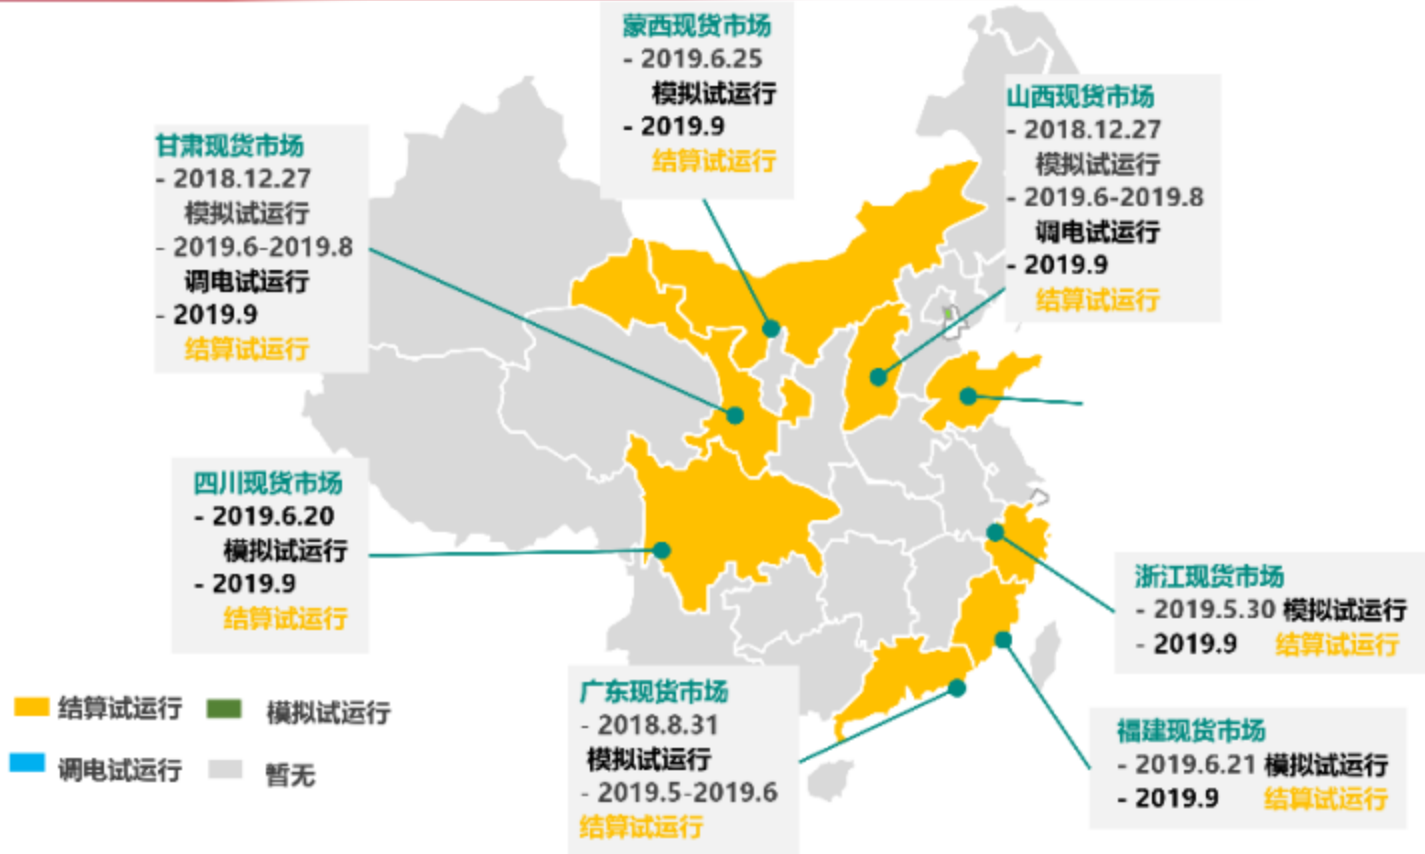 蒙西现货市场
- 2019.6.25
模拟试运行
- 2019.9
结算试运行
山西现货市场
- 2018.12.27
模拟试运行
- 2019.6-2019.8
调电试运行
- 2019.9
结算试运行
甘肃现货市场
- 2018.12.27
模拟试运行
- 2019.6-2019.8
调电试运行
- 2019.9
结算试运行
四川现货市场
- 2019.6.20
模拟试运行
- 2019.9
结算试运行
浙江现货市场
- 2019.5.30 模拟试运行
- 2019.9 结算试运行
广东现货市场
- 2018.8.31
模拟试运行
- 2019.5-2019.6
结算试运行
福建现货市场
- 2019.6.21 模拟试运行
- 2019.9 结算试运行
结算试运行 模拟试运行
调电试运行 暂无